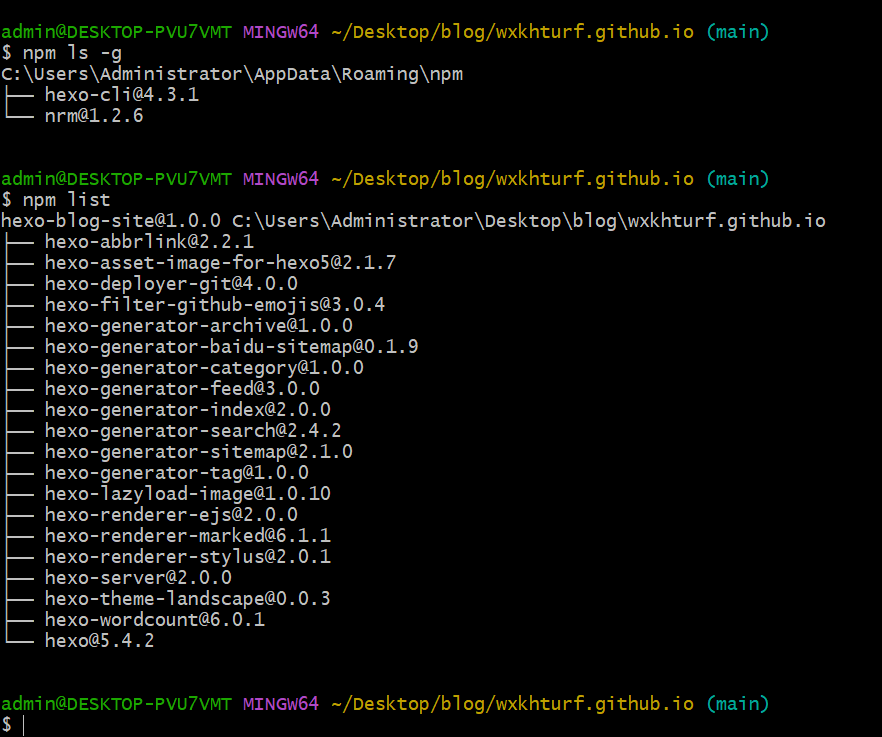 admin@DESKTOP-PVU7VMT MINGW64 ~/Desktop/blog/wxkhturf.github.io (main)
$ npm ls -g
C:\Users\Administrator\AppData\Roaming\npm
├── hexo-cli@4.3.1
└── nrm@1.2.6
admin@DESKTOP-PVU7VMT MINGW64 ~/Desktop/blog/wxkhturf.github.io (main)
$ npm list
hexo-blog-site@1.0.0 C:\Users\Administrator\Desktop\blog\wxkhturf.github.io
├── hexo-abbrlink@2.2.1
├── hexo-asset-image-for-hexo5@2.1.7
├── hexo-deployer-git@4.0.0
├── hexo-filter-github-emojis@3.0.4
├── hexo-generator-archive@1.0.0
├── hexo-generator-baidu-sitemap@0.1.9
├── hexo-generator-category@1.0.0
├── hexo-generator-feed@3.0.0
├── hexo-generator-index@2.0.0
├── hexo-generator-search@2.4.2
├── hexo-generator-sitemap@2.1.0
├── hexo-generator-tag@1.0.0
├── hexo-lazyload-image@1.0.10
├── hexo-renderer-ejs@2.0.0
├── hexo-renderer-marked@6.1.1
├── hexo-renderer-stylus@2.0.1
├── hexo-server@2.0.0
├── hexo-theme-landscape@0.0.3
├── hexo-wordcount@6.0.1
└── hexo@5.4.2
admin@DESKTOP-PVU7VMT MINGW64 ~/Desktop/blog/wxkhturf.github.io (main)
$